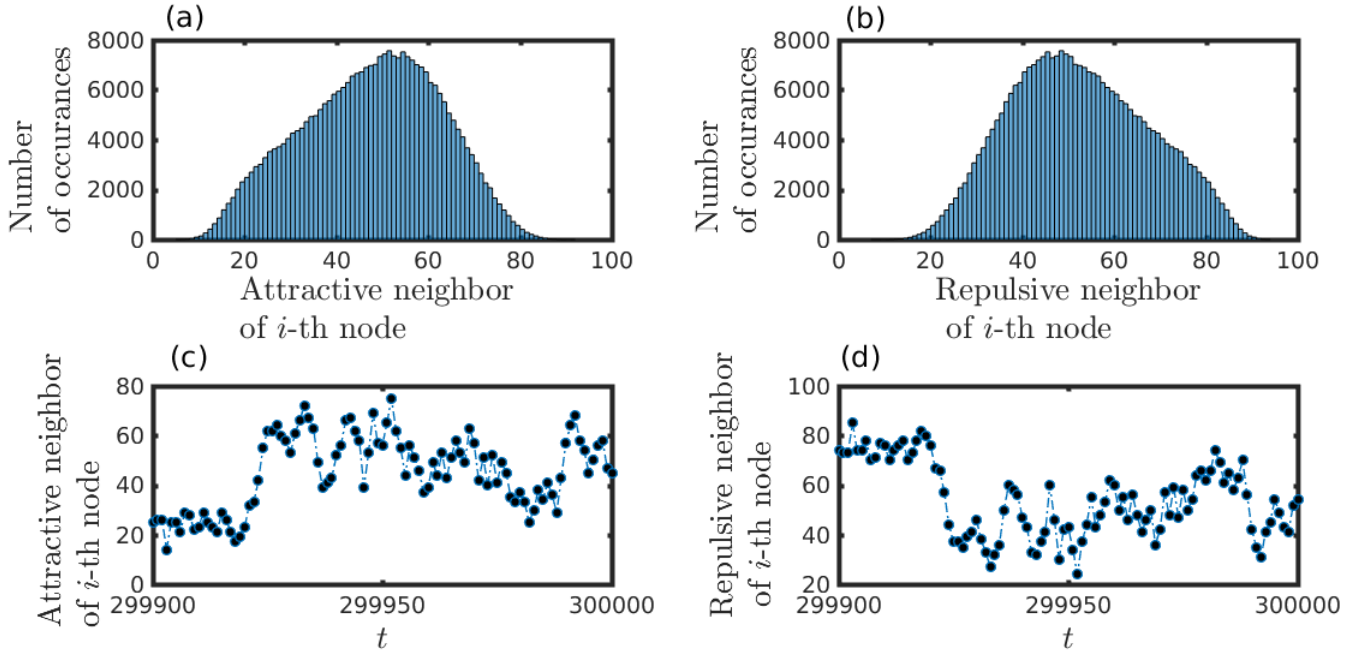 (a)
Number
of occurances
8000
6000
4000
2000
0
0 20 40 60 80 100
Attractive neighbor
of i-th node
(b)
Number
of occurances
8000
6000
4000
2000
0
0 20 40 60 80 100
Repulsive neighbor
of i-th node
(c)
Attractive neighbor
of i-th node
80
60
40
20
0
299900 299950 300000
t
(d)
Repulsive neighbor
of i-th node
100
80
60
40
20
299900 299950 300000
t